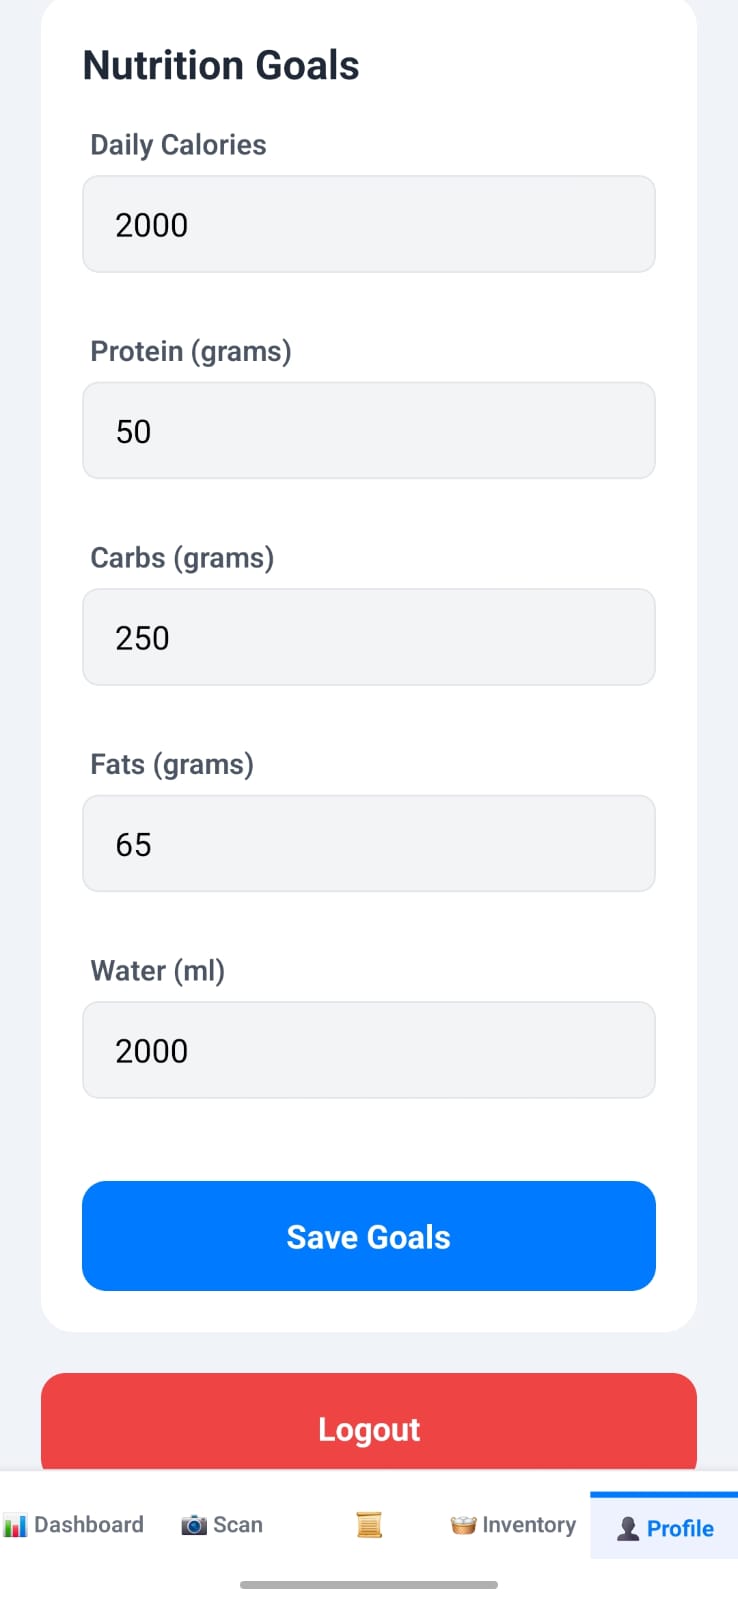 Nutrition Goals
Daily Calories
2000
Protein (grams)
50
Carbs (grams)
250
Fats (grams)
65
Water (ml)
2000
Save Goals
Logout
Dashboard Scan Inventory Profile